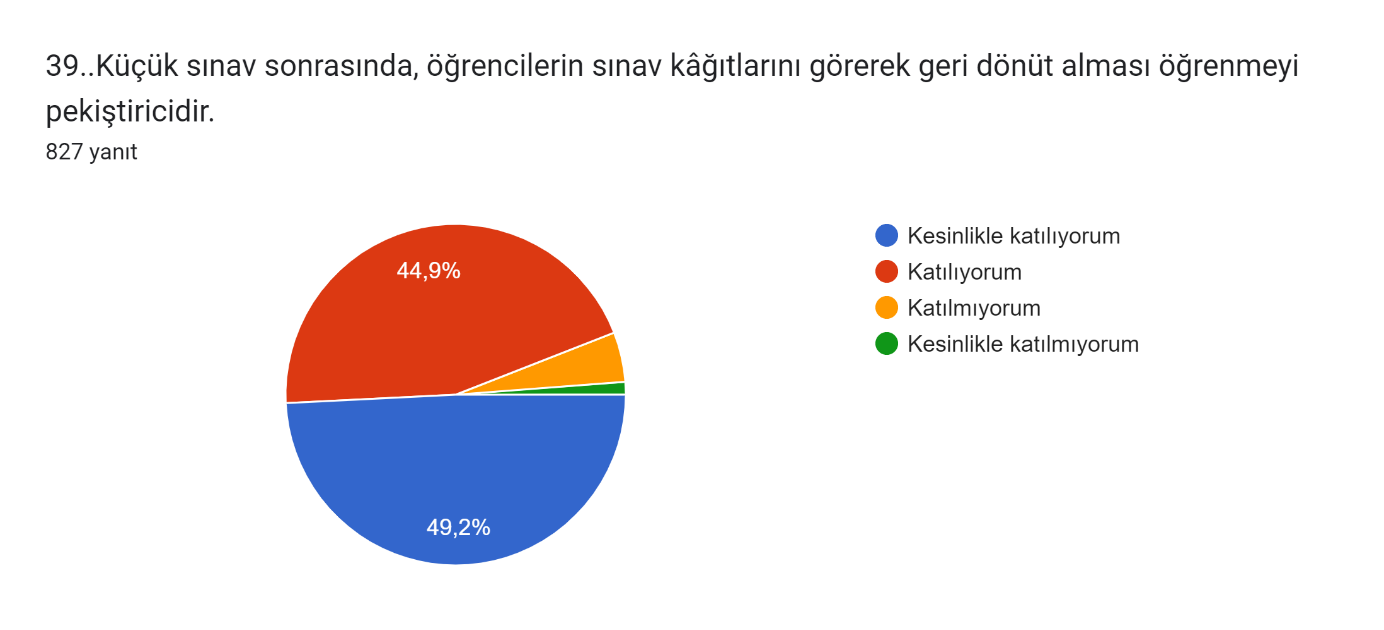 39..Küçük sınav sonrasında, öğrencilerin sınav kâğıtlarını görerek geri dönüt alması öğrenmeyi
pekiştiricidir.
827 yanıt
Kesinlikle katılıyorum
Katılıyorum
Katılmıyorum
Kesinlikle katılmıyorum
44,9%
49,2%